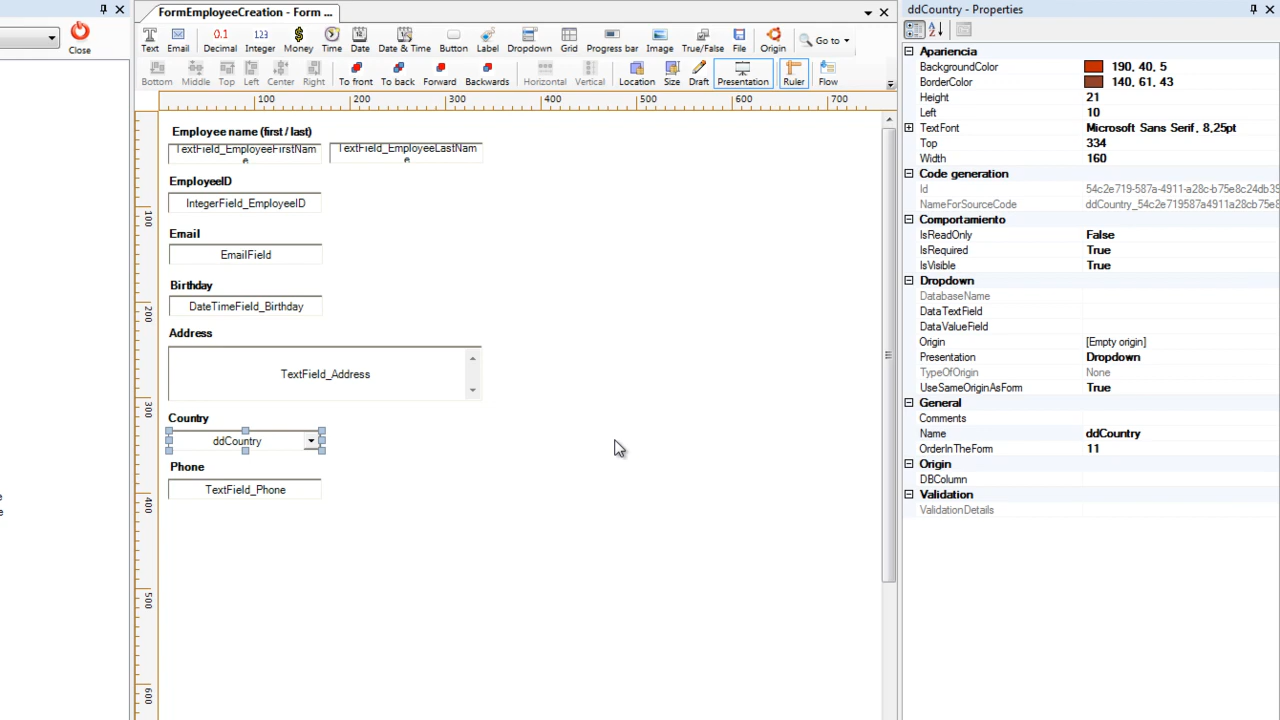 FormEmployeeCreation - Form ...
Close
Text Email Decimal Integer Money Time Date Date & Time Button Label Dropdown Grid Progress bar Image True/False File Origin Go to
Bottom Middle Top Left Center Right To front To back Forward Backwards Horizontal Vertical Location Size Draft Presentation Ruler Flow
100 200 300 400 500 600 700
Employee name (first / last)
TextField_EmployeeFirstNam
e
TextField_EmployeeLastNam
e
EmployeeID
IntegerField_EmployeeID
100
Email
EmailField
Birthday
DateTimeField_Birthday
200
Address
TextField_Address
300
Country
ddCountry
Phone
TextField_Phone
400
500
600
e
e
ddCountry - Properties
Apariencia
BackgroundColor 190, 40, 5
BorderColor 140, 61, 43
Height 21
Left 10
TextFont Microsoft Sans Serif, 8,25pt
Top 334
Width 160
Code generation
Id 54c2e719-587a-4911-a28c-b75e8c24db39
NameForSourceCode ddCountry_54c2e719587a4911a28cb75e8
Comportamiento
IsReadOnly False
IsRequired True
IsVisible True
Dropdown
DatabaseName
DataTextField
DataValueField
Origin [Empty origin]
Presentation Dropdown
TypeOfOrigin None
UseSameOriginAsForm True
General
Comments
Name ddCountry
OrderInTheForm 11
Origin
DBColumn
Validation
ValidationDetails